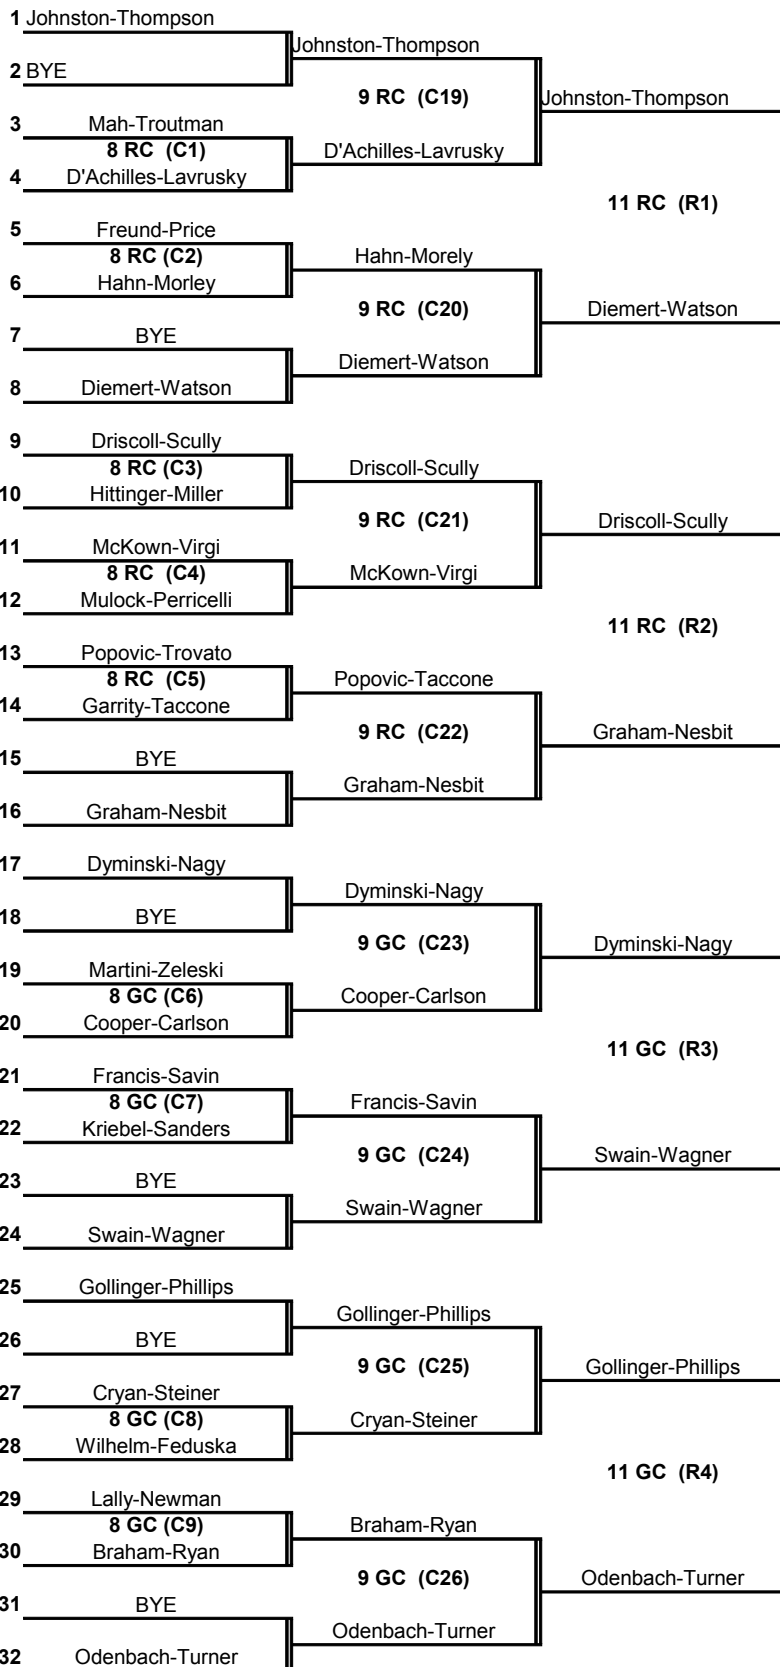 1 Johnston-Thompson
Johnston-Thompson
2 BYE
9 RC (C19)
Johnston-Thompson
3 Mah-Troutman
8 RC (C1)
D'Achilles-Lavrusky
4 D'Achilles-Lavrusky
11 RC (R1)
5 Freund-Price
8 RC (C2)
Hahn-Morely
6 Hahn-Morley
9 RC (C20)
Diemert-Watson
7 BYE
Diemert-Watson
8 Diemert-Watson
9 Driscoll-Scully
8 RC (C3)
Driscoll-Scully
10 Hittinger-Miller
9 RC (C21)
Driscoll-Scully
11 McKown-Virgi
8 RC (C4)
McKown-Virgi
12 Mulock-Perricelli
11 RC (R2)
13 Popovic-Trovato
8 RC (C5)
Popovic-Taccone
14 Garrity-Taccone
9 RC (C22)
Graham-Nesbit
15 BYE
Graham-Nesbit
16 Graham-Nesbit
17 Dyminski-Nagy
Dyminski-Nagy
18 BYE
9 GC (C23)
Dyminski-Nagy
19 Martini-Zeleski
8 GC (C6)
Cooper-Carlson
20 Cooper-Carlson
11 GC (R3)
21 Francis-Savin
8 GC (C7)
Francis-Savin
22 Kriebel-Sanders
9 GC (C24)
Swain-Wagner
23 BYE
Swain-Wagner
24 Swain-Wagner
25 Gollinger-Phillips
Gollinger-Phillips
26 BYE
9 GC (C25)
Gollinger-Phillips
27 Cryan-Steiner
8 GC (C8)
Cryan-Steiner
28 Wilhelm-Feduska
11 GC (R4)
29 Lally-Newman
8 GC (C9)
Braham-Ryan
30 Braham-Ryan
9 GC (C26)
Odenbach-Turner
31 BYE
Odenbach-Turner
32 Odenbach-Turner